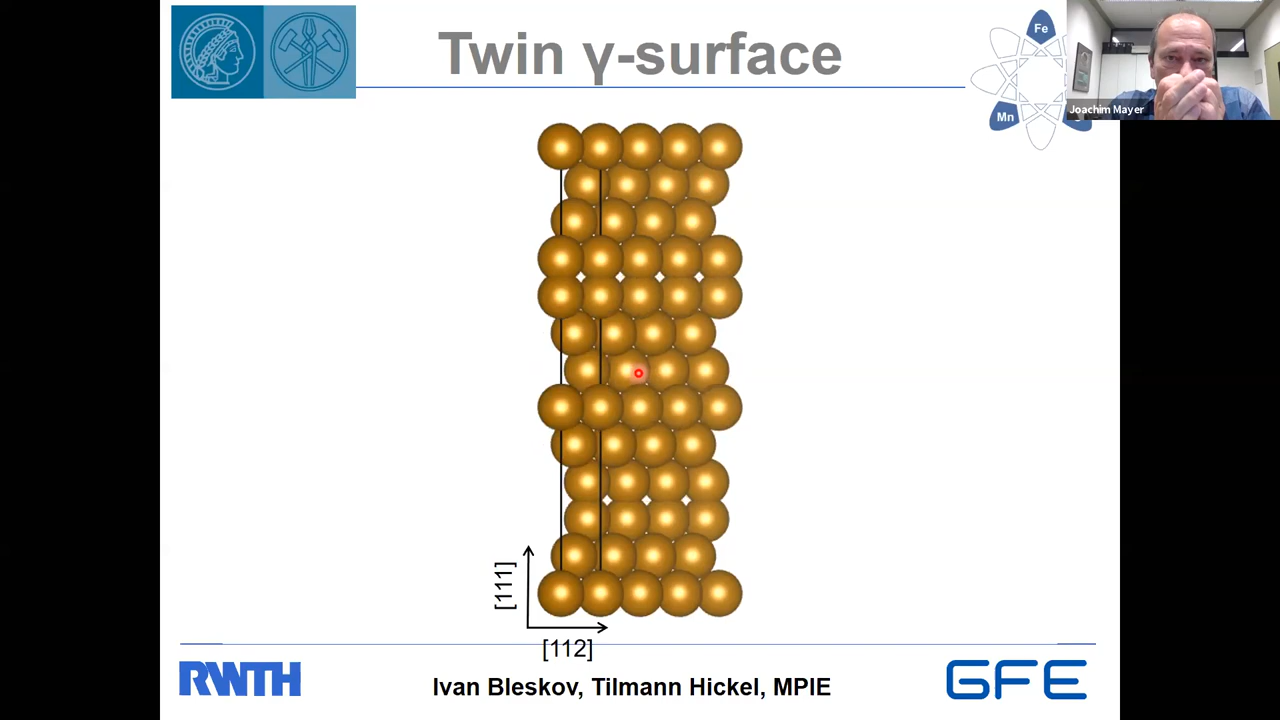 Twin γ-surface
Fe
Mn
Joachim Mayer
[111]
[112]
RWTH
Ivan Bleskov, Tilmann Hickel, MPIE
GFE